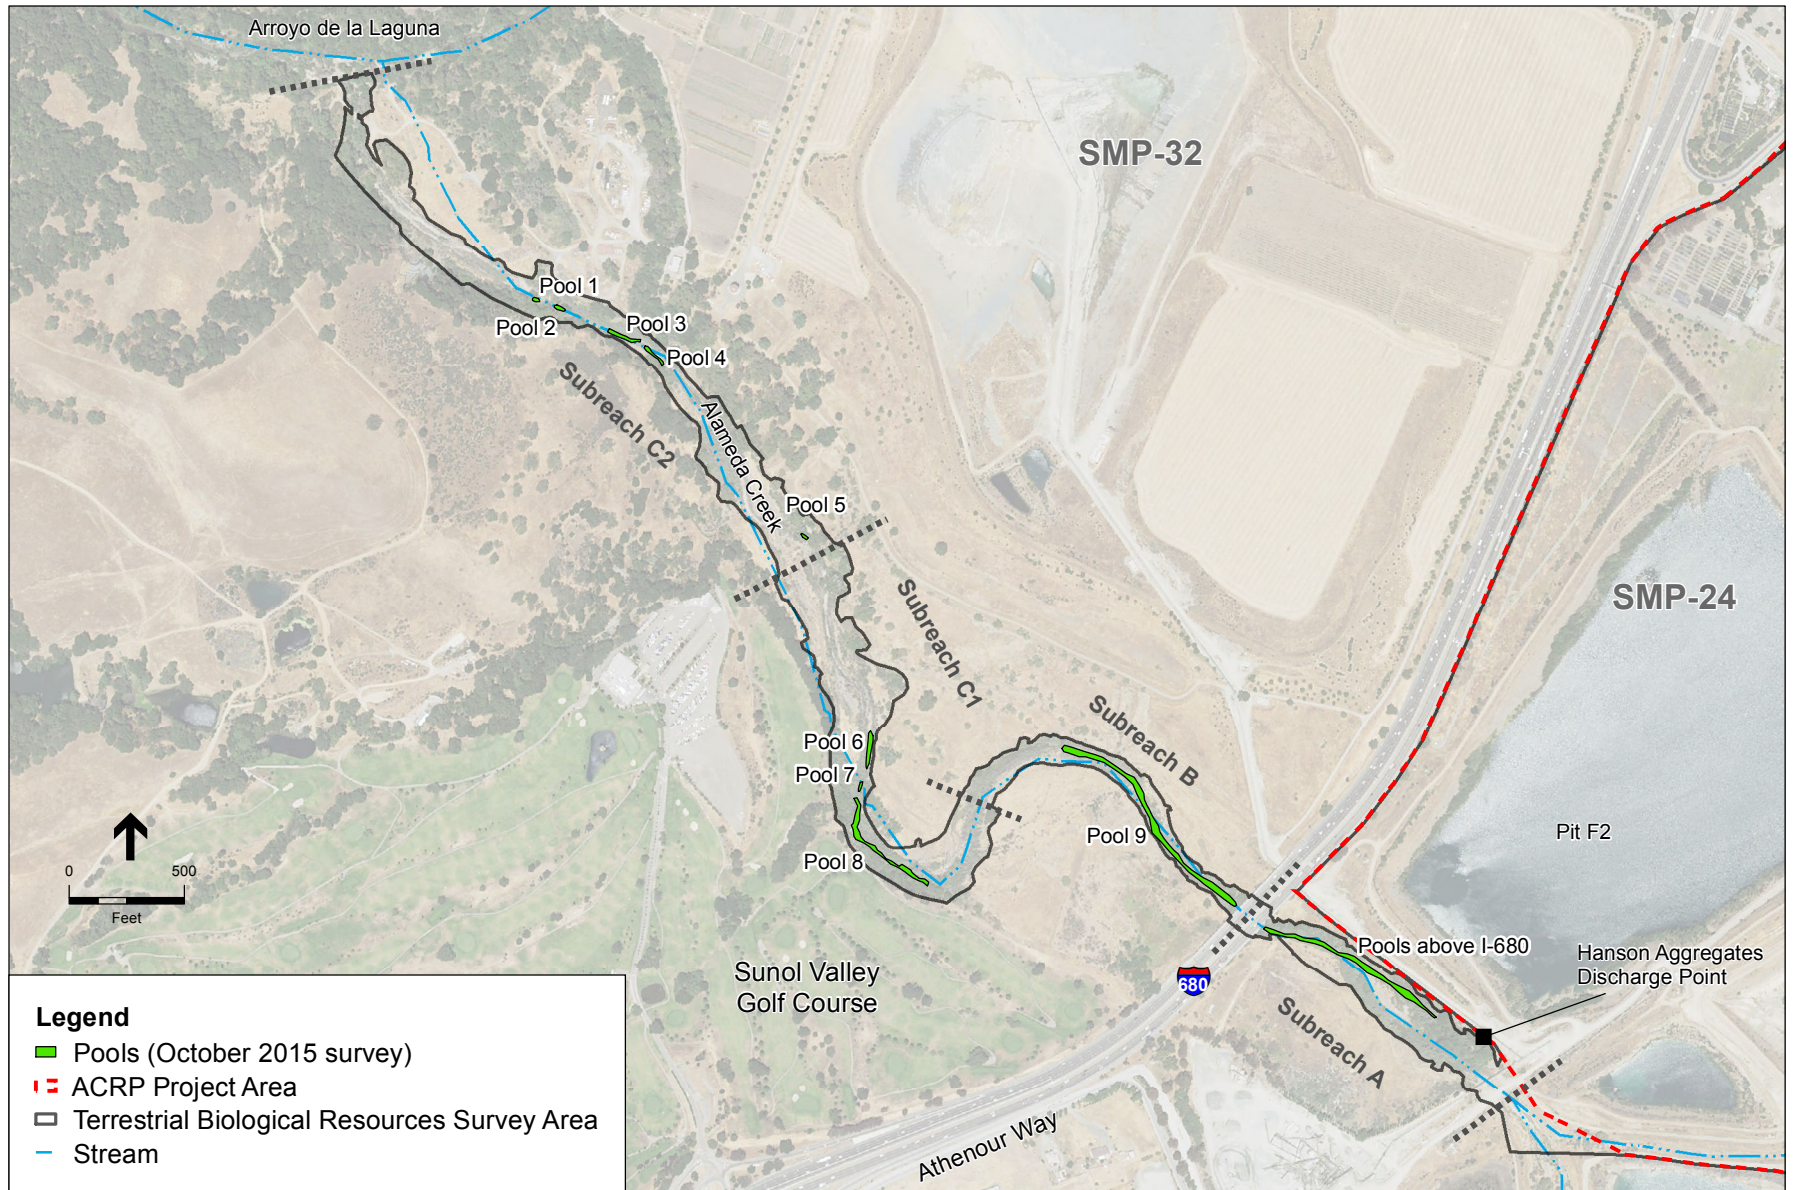 Arroyo de la Laguna
SMP-32
Pool 1
Pool 2
Pool 3
Pool 4
Subreach C2
Alameda Creek
Pool 5
Subreach C1
SMP-24
Pool 6
Pool 7
Subreach B
Pool 9
Pit F2
Pool 8
0 500
Feet
Pools above I-680
Hanson Aggregates
Discharge Point
Sunol Valley
Golf Course
680
Subreach A
Athenour Way
Legend
Pools (October 2015 survey)
ACRP Project Area
Terrestrial Biological Resources Survey Area
Stream